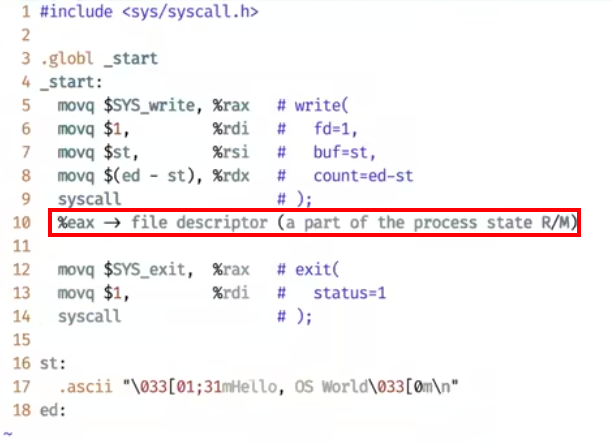 1 #include <sys/syscall.h>
2
3 .globl _start
4 _start:
5 movq $SYS_write, %rax # write(
6 movq $1, %rdi # fd=1,
7 movq $st, %rsi # buf=st,
8 movq $(ed - st), %rdx # count=ed-st
9 syscall # );
10 %eax → file descriptor (a part of the process state R/M)
11
12 movq $SYS_exit, %rax # exit(
13 movq $1, %rdi # status=1
14 syscall # );
15
16 st:
17 .ascii "\033[01;31mHello, OS World\033[0m\n"
18 ed:
~